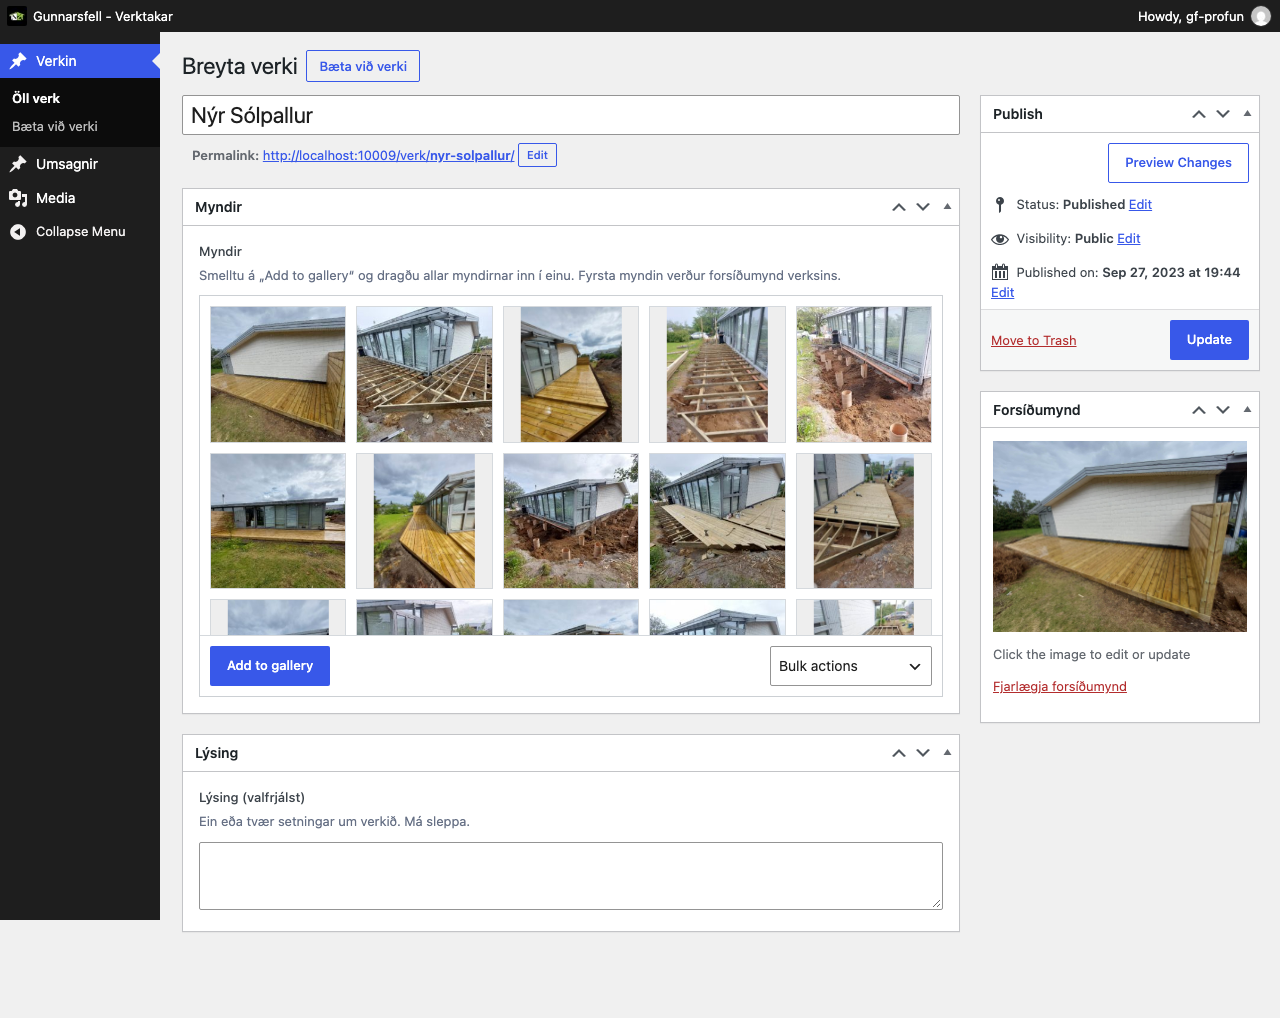 Gunnarsfell - Verktakar
Howdy, gf-profun
Verkin
Öll verk
Bæta við verki
Umsagnir
Media
Collapse Menu
Breyta verki
Bæta við verki
Nýr Sólpallur
Permalink: http://localhost:10009/verk/nyr-solpallur/ Edit
Myndir
Myndir
Smelltu á „Add to gallery“ og dragðu allar myndirnar inn í einu. Fyrsta myndin verður forsíðumynd verksins.
Add to gallery
Bulk actions
Lýsing
Lýsing (valfrjálst)
Ein eða tvær setningar um verkið. Má sleppa.
Publish
Preview Changes
Status: Published Edit
Visibility: Public Edit
Published on: Sep 27, 2023 at 19:44
Edit
Move to Trash
Update
Forsíðumynd
Click the image to edit or update
Fjarlægja forsíðumynd